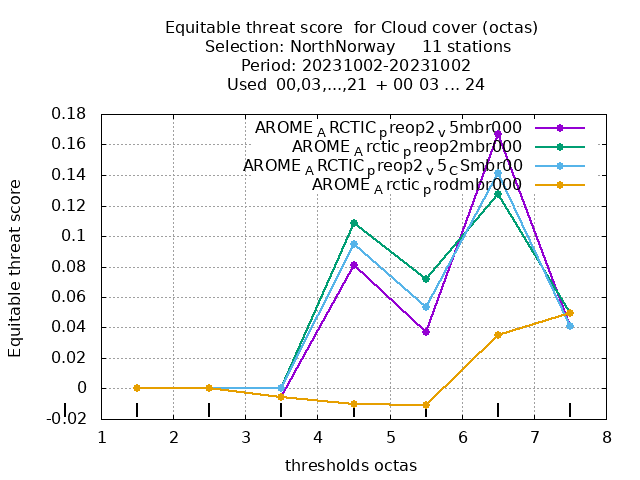 Equitable threat score  for Cloud cover (octas)
Selection: NorthNorway     11 stations
Period: 20231002-20231002
Used  00,03,...,21  + 00 03 ... 24
AROME_ARCTIC_preop2_v5mbr000
AROME_Arctic_preop2mbr000
AROME_ARCTIC_preop2_v5_CSmbr00
AROME_Arctic_prodmbr000
Equitable threat score
0.18
0.16
0.14
0.12
0.1
0.08
0.06
0.04
0.02
0
-0.02
1 2 3 4 5 6 7 8
thresholds octas